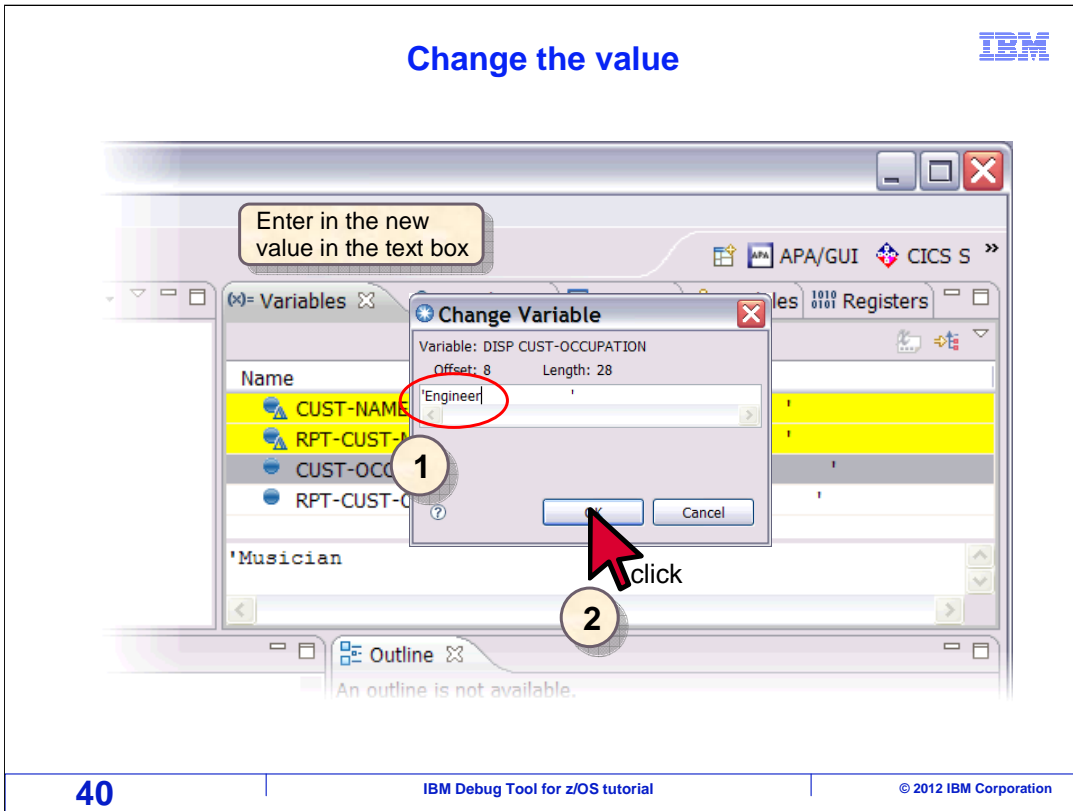 Change the value
IBM
Enter in the new
value in the text box
APA
APA/GUI
CICS S
»
(x)= Variables
les
1010
0101
Registers
Change Variable
Variable: DISP CUST-OCCUPATION
Offset: 8 Length: 28
'Engineer '
Name
CUST-NAME '
RPT-CUST- '
CUST-OCC '
RPT-CUST- '
1
?
Cancel
'Musician
click
2
Outline
An outline is not available.
40
IBM Debug Tool for z/OS tutorial
© 2012 IBM Corporation